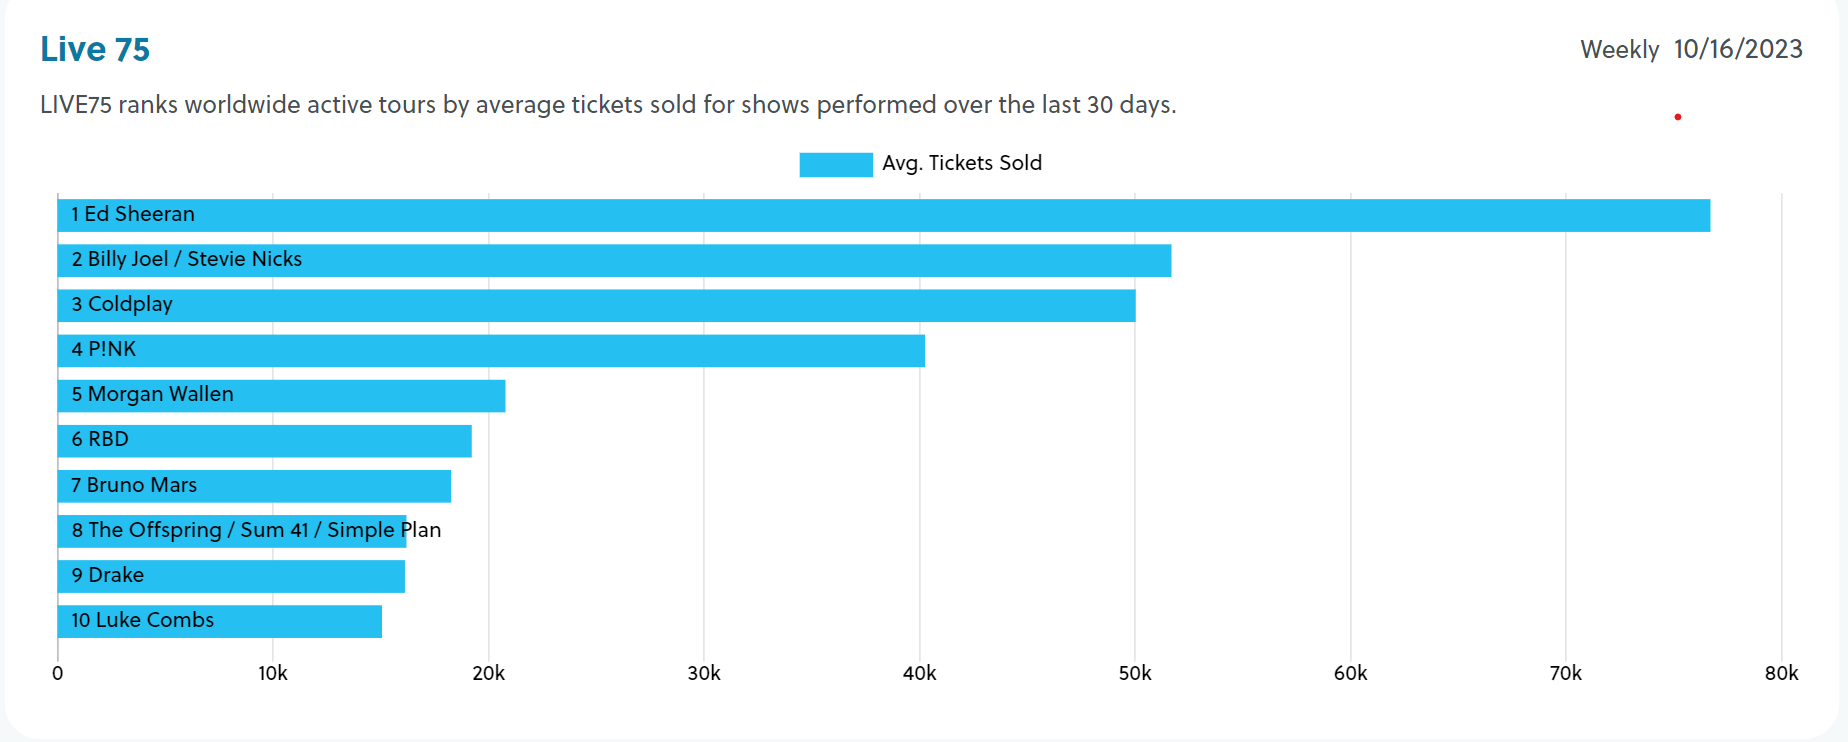 Live 75
Weekly 10/16/2023
LIVE75 ranks worldwide active tours by average tickets sold for shows performed over the last 30 days.
Avg. Tickets Sold
1 Ed Sheeran
2 Billy Joel / Stevie Nicks
3 Coldplay
4 P!NK
5 Morgan Wallen
6 RBD
7 Bruno Mars
8 The Offspring / Sum 41 / Simple Plan
9 Drake
10 Luke Combs
0 10k 20k 30k 40k 50k 60k 70k 80k